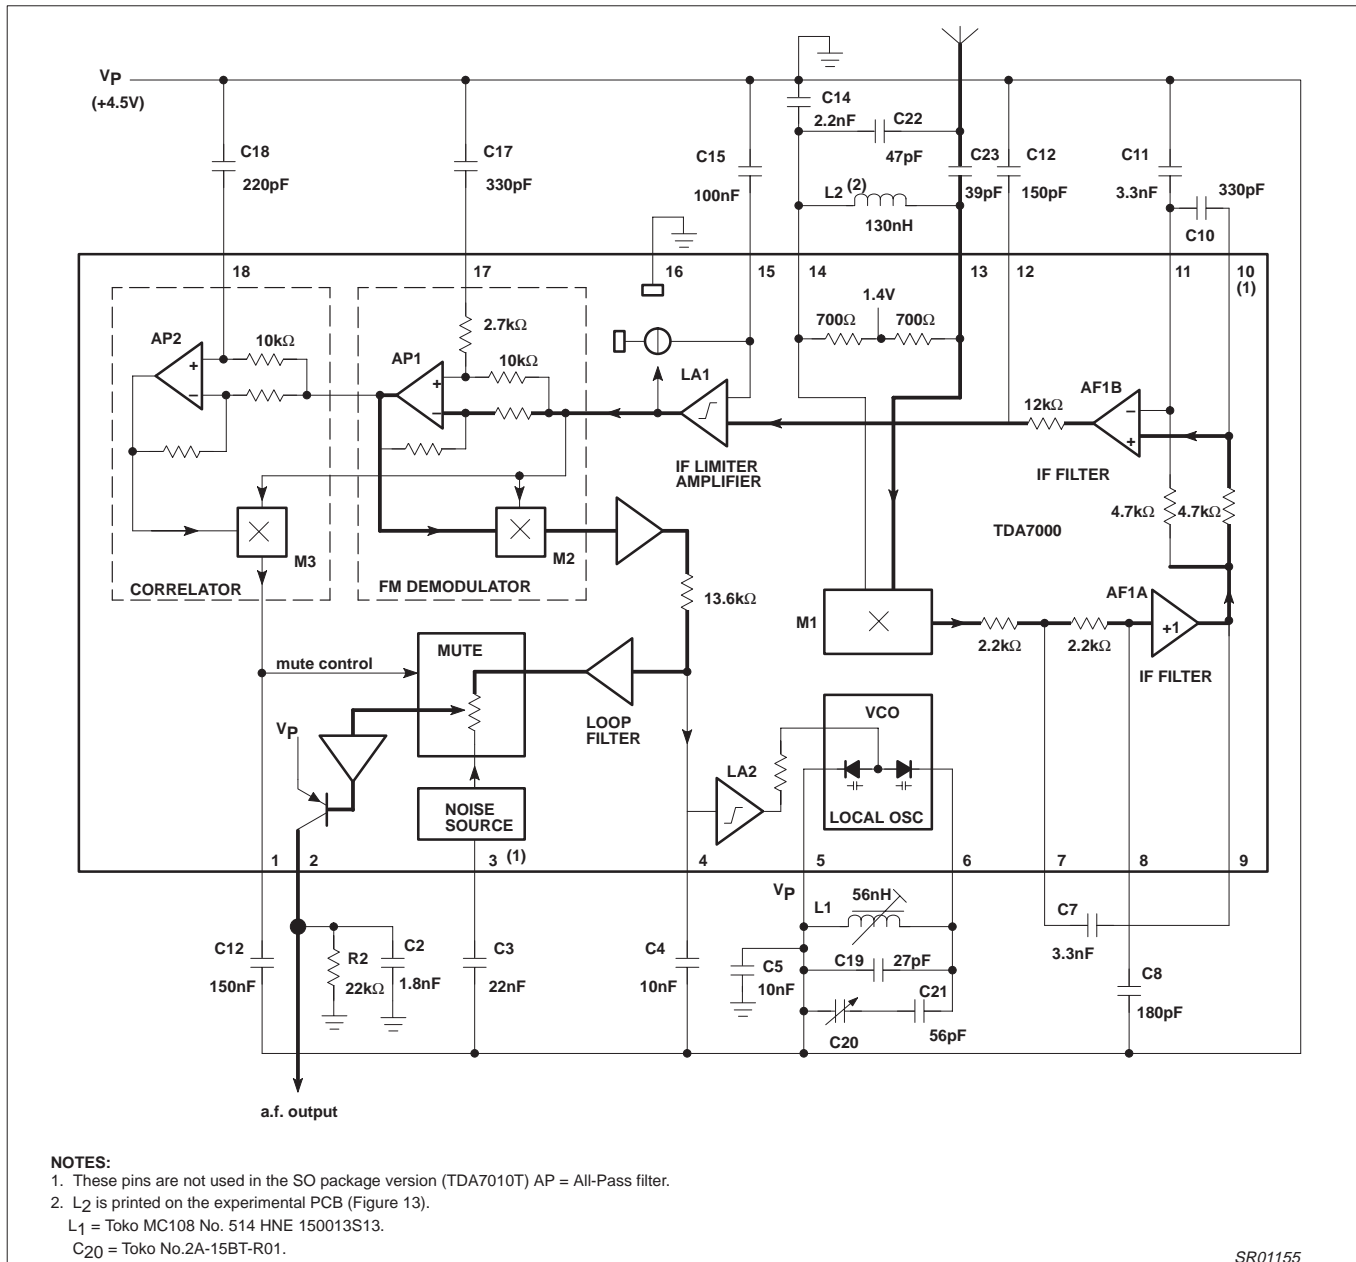 VP
(+4.5V)
C18
220pF
C17
330pF
C15
100nF
C14
2.2nF
C22
47pF
L2 (2)
130nH
C23
39pF
C12
150pF
C11
3.3nF
330pF
C10
18
17
16
15
14
13
12
11
10
(1)
AP2
10kΩ
AP1
2.7kΩ
10kΩ
LA1
IF LIMITER
AMPLIFIER
1.4V
700Ω
700Ω
12kΩ
AF1B
IF FILTER
4.7kΩ
4.7kΩ
TDA7000
M3
CORRELATOR
M2
FM DEMODULATOR
13.6kΩ
M1
2.2kΩ
2.2kΩ
AF1A
+1
IF FILTER
mute control
MUTE
LOOP
FILTER
VP
NOISE
SOURCE
(1)
LA2
VCO
LOCAL OSC
1
2
3
4
5
6
7
8
9
C12
150nF
R2
22kΩ
C2
1.8nF
C3
22nF
C4
10nF
VP
L1
56nH
C5
10nF
C19
27pF
C20
C21
56pF
C7
3.3nF
C8
180pF
a.f. output
NOTES:
1. These pins are not used in the SO package version (TDA7010T) AP = All-Pass filter.
2. L2 is printed on the experimental PCB (Figure 13).
L1 = Toko MC108 No. 514 HNE 150013S13.
C20 = Toko No.2A-15BT-R01.
SR01155